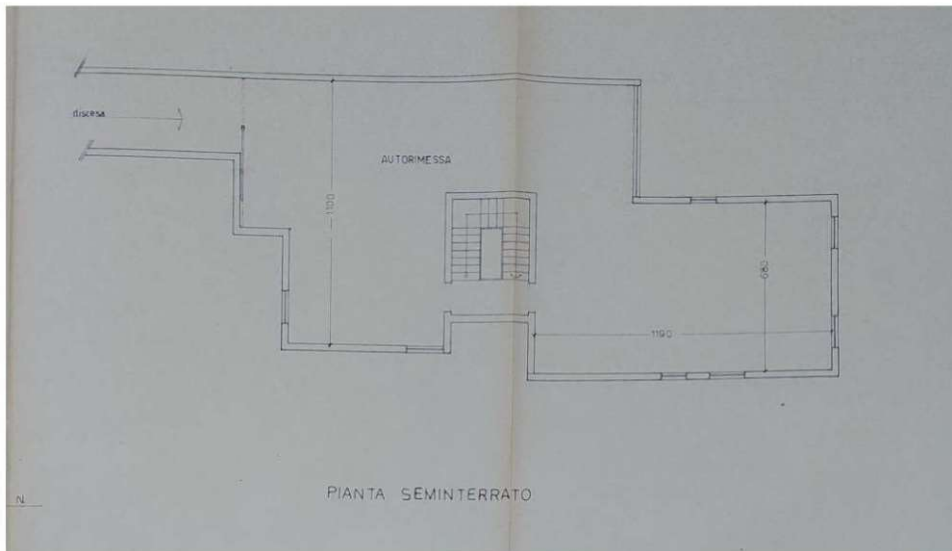 discesa
AUTORIMESSA
1100
680
1190
PIANTA SEMINTERRATO
N